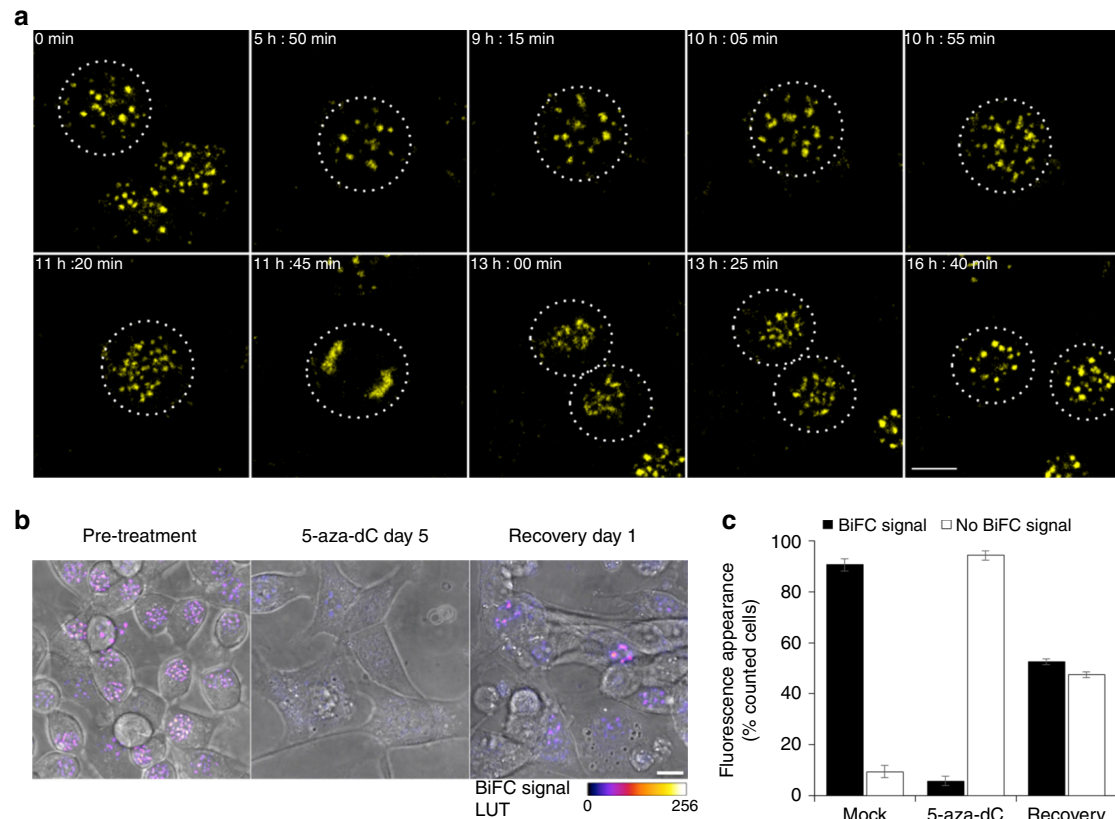 a
0 min
5 h : 50 min
9 h : 15 min
10 h : 05 min
10 h : 55 min
11 h :20 min
11 h :45 min
13 h : 00 min
13 h : 25 min
16 h : 40 min
b
Pre-treatment
5-aza-dC day 5
Recovery day 1
BiFC signal
LUT
0
256
c
BiFC signal
No BiFC signal
Fluorescence appearance
(% counted cells)
100
80
60
40
20
0
Mock
5-aza-dC
Recovery